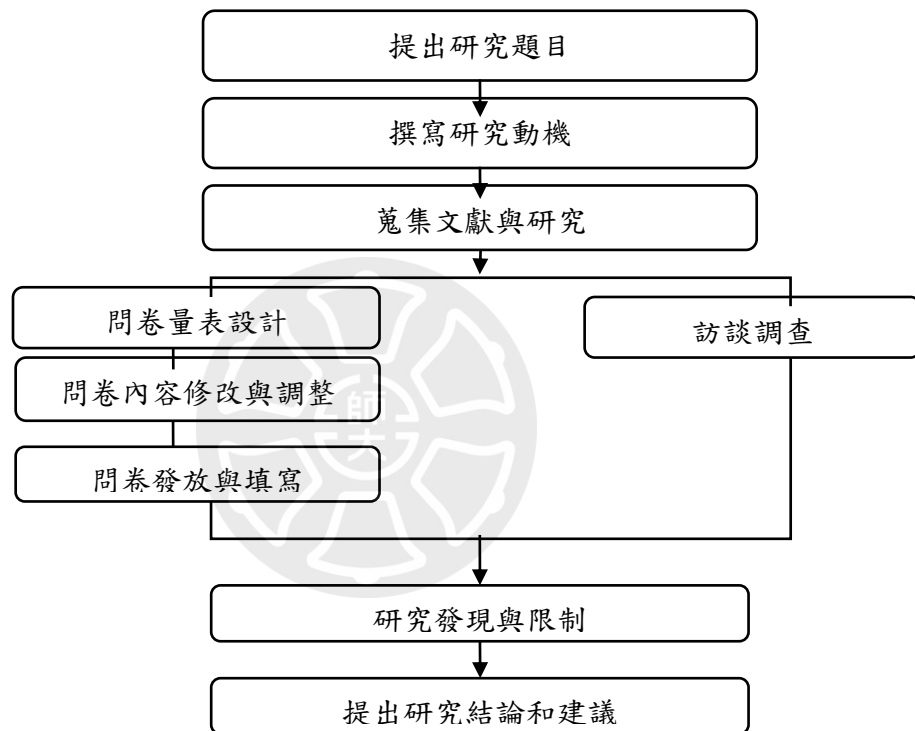 提出研究題目
撰寫研究動機
蒐集文獻與研究
問卷量表設計
訪談調查
問卷內容修改與調整
問卷發放與填寫
師大
研究發現與限制
提出研究結論和建議